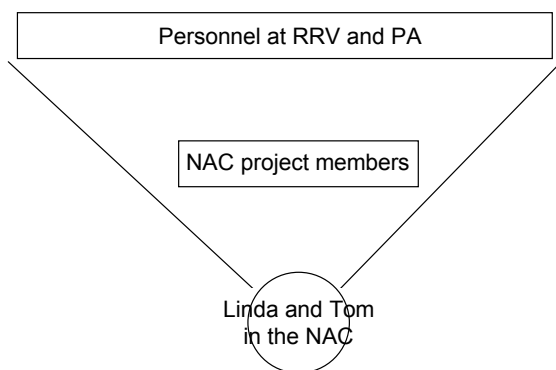 Personnel at RRV and PA
NAC project members
Linda and Tom
in the NAC